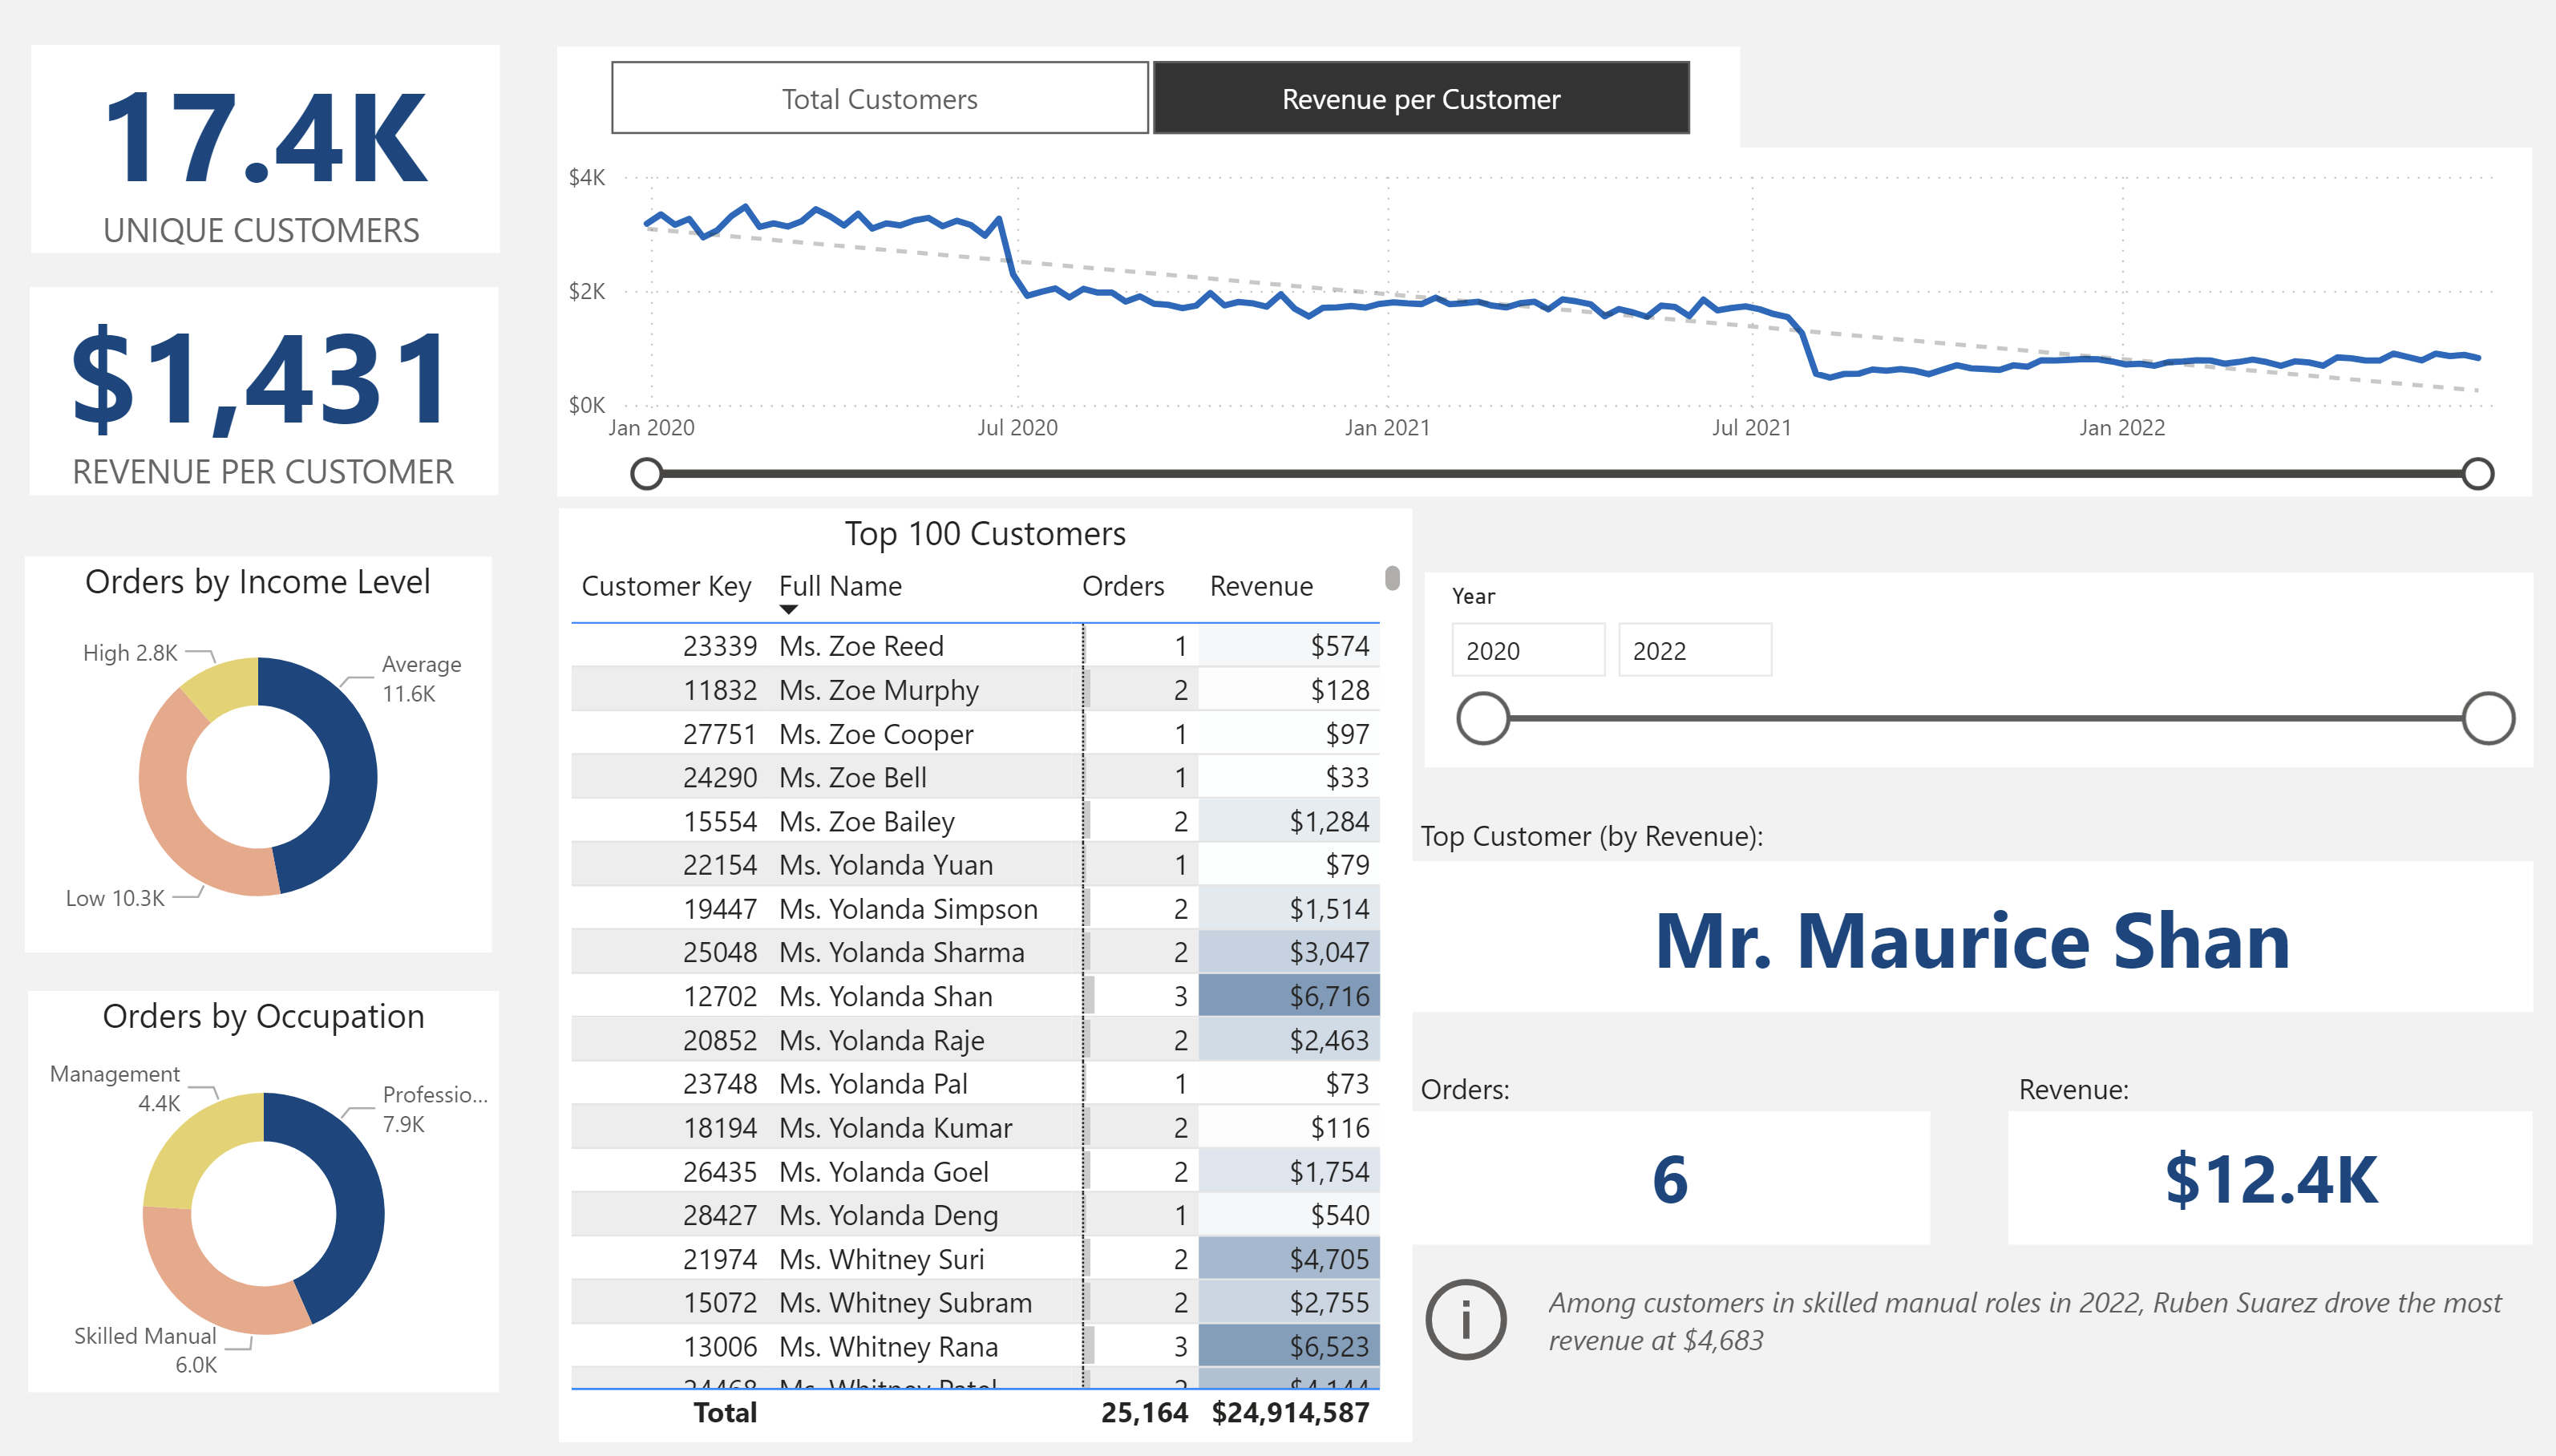 17.4K
UNIQUE CUSTOMERS
$1,431
REVENUE PER CUSTOMER
Total Customers
Revenue per Customer
$4K
$2K
$0K
Jan 2020
Jul 2020
Jan 2021
Jul 2021
Jan 2022
Orders by Income Level
High 2.8K
Average
11.6K
Low 10.3K
Orders by Occupation
Management
4.4K
Professio...
7.9K
Skilled Manual
6.0K
Top 100 Customers
Customer Key Full Name Orders Revenue
23339 Ms. Zoe Reed 1 $574
11832 Ms. Zoe Murphy 2 $128
27751 Ms. Zoe Cooper 1 $97
24290 Ms. Zoe Bell 1 $33
15554 Ms. Zoe Bailey 2 $1,284
22154 Ms. Yolanda Yuan 1 $79
19447 Ms. Yolanda Simpson 2 $1,514
25048 Ms. Yolanda Sharma 2 $3,047
12702 Ms. Yolanda Shan 3 $6,716
20852 Ms. Yolanda Raje 2 $2,463
23748 Ms. Yolanda Pal 1 $73
18194 Ms. Yolanda Kumar 2 $116
26435 Ms. Yolanda Goel 2 $1,754
28427 Ms. Yolanda Deng 1 $540
21974 Ms. Whitney Suri 2 $4,705
15072 Ms. Whitney Subram 2 $2,755
13006 Ms. Whitney Rana 3 $6,523
Ms. Whitney Patel
Total 25,164 $24,914,587
Year
2020
2022
Top Customer (by Revenue):
Mr. Maurice Shan
Orders:
6
Revenue:
$12.4K
i
Among customers in skilled manual roles in 2022, Ruben Suarez drove the most
revenue at $4,683